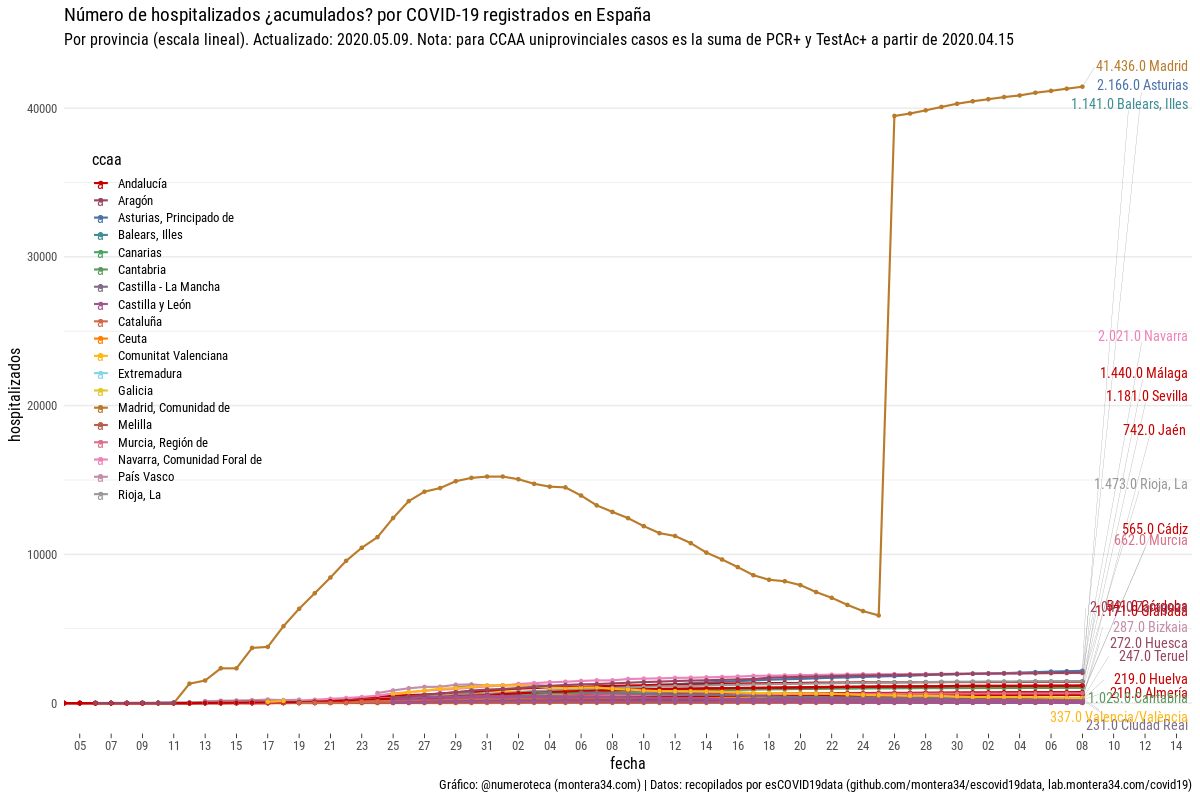 Número de hospitalizados ¿acumulados? por COVID-19 registrados en España
Por provincia (escala lineal). Actualizado: 2020.05.09. Nota: para CCAA uniprovinciales casos es la suma de PCR+ y TestAc+ a partir de 2020.04.15
41.436.0 Madrid
2.166.0 Asturias
1.141.0 Balears, Illes
40000
ccaa
Andalucía
Aragón
Asturias, Principado de
Balears, Illes
Canarias
Cantabria
Castilla - La Mancha
Castilla y León
Cataluña
Ceuta
Comunitat Valenciana
Extremadura
Galicia
Madrid, Comunidad de
Melilla
Murcia, Región de
Navarra, Comunidad Foral de
País Vasco
Rioja, La
30000
20000
10000
0
hospitalizados
2.021.0 Navarra
1.440.0 Málaga
1.181.0 Sevilla
742.0 Jaén
1.473.0 Rioja, La
565.0 Cádiz
662.0 Murcia
Córdoba
1.171.0 Granada
287.0 Bizkaia
272.0 Huesca
247.0 Teruel
219.0 Huelva
210.0 Almería
1.023.0 Cantabria
337.0 Valencia/València
231.0 Ciudad Real
05 07 09 11 13 15 17 19 21 23 25 27 29 31 02 04 06 08 10 12 14 16 18 20 22 24 26 28 30 02 04 06 08 10 12 14
fecha
Gráfico: @numeroteca (montera34.com) | Datos: recopilados por esCOVID19data (github.com/montera34/escovid19data, lab.montera34.com/covid19)